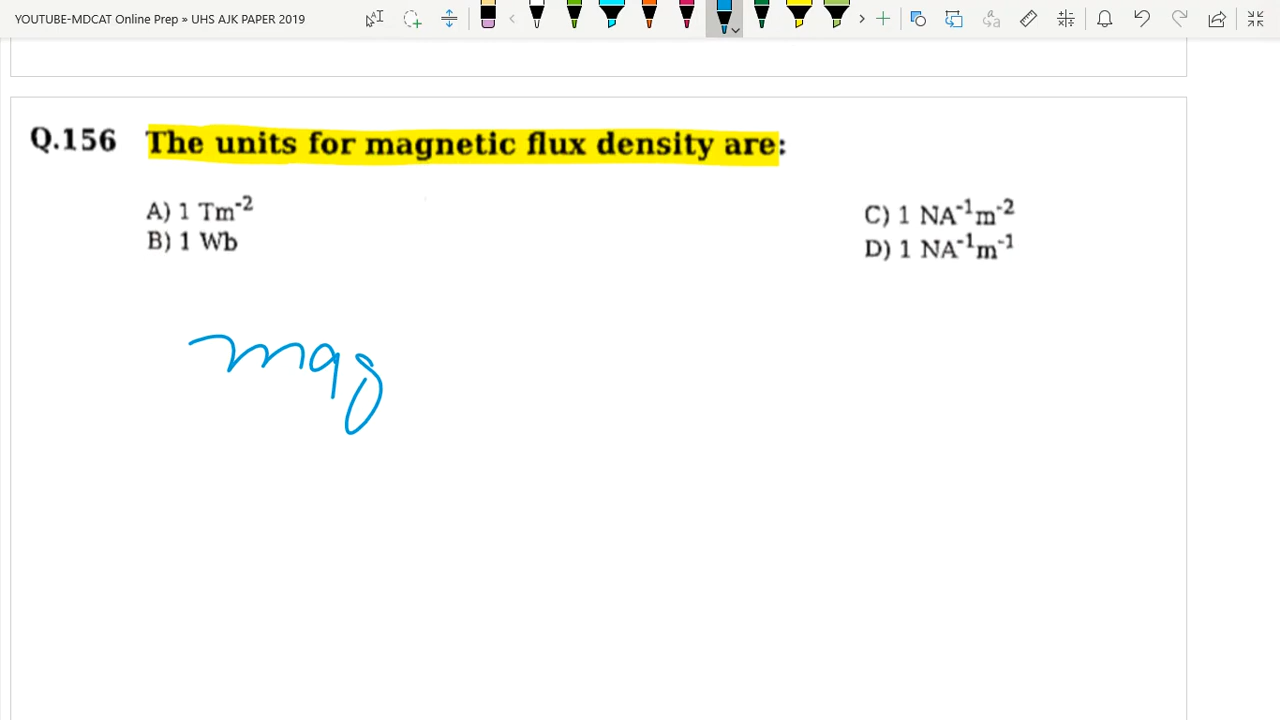 YOUTUBE-MDCAT Online Prep » UHS AJK PAPER 2019
Q.156 The units for magnetic flux density are:
A) 1 Tm⁻²
B) 1 Wb
C) 1 NA⁻¹m⁻²
D) 1 NA⁻¹m⁻¹
mag